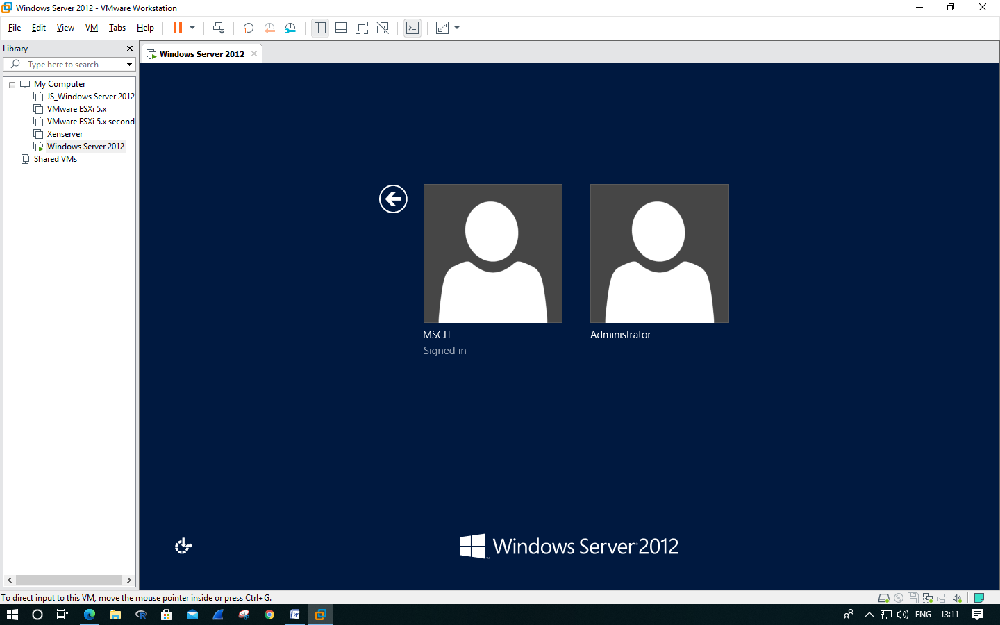 Windows Server 2012 - VMware Workstation
File Edit View VM Tabs Help
Library
Windows Server 2012
Type here to search
My Computer
JS_Windows Server 2012
VMware ESXi 5.x
VMware ESXi 5.x second
Xenserver
Windows Server 2012
Shared VMs
MSCIT
Signed in
Administrator
Windows Server 2012
To direct input to this VM, move the mouse pointer inside or press Ctrl+G.
ENG 13:11